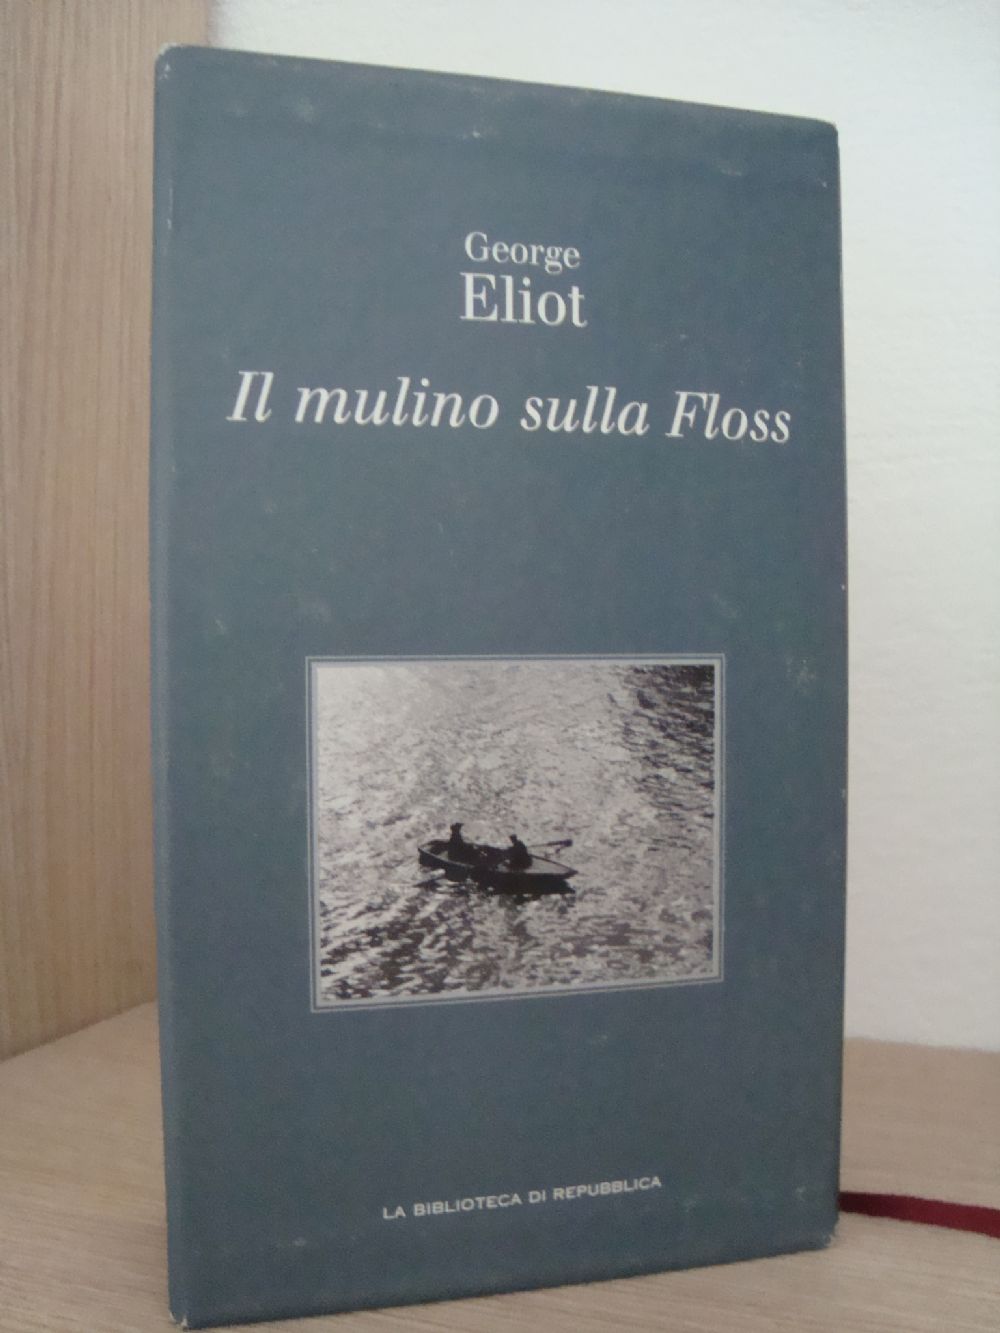 George
Eliot
Il mulino sulla Floss
LA BIBLIOTECA DI REPUBBLICA